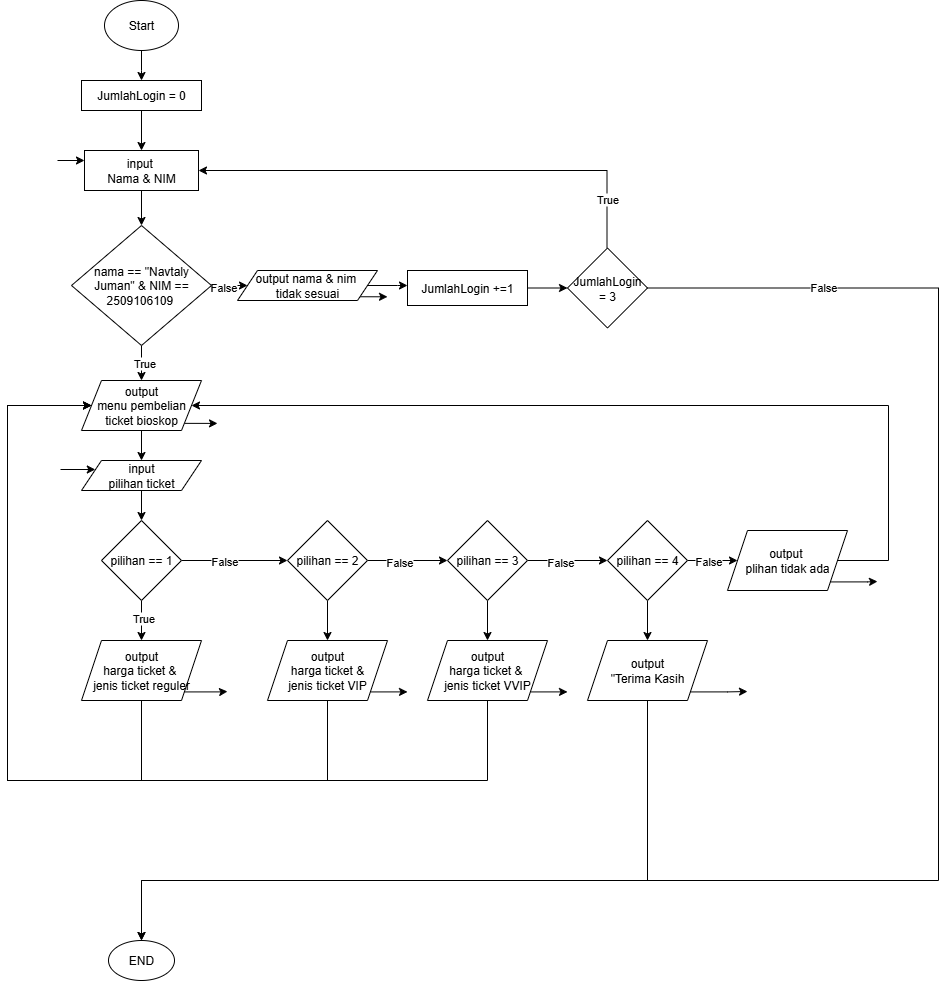 Start
JumlahLogin = 0
input
Nama & NIM
True
nama == "Navtaly
Juman" & NIM ==
2509106109
False
output nama & nim
tidak sesuai
JumlahLogin +=1
JumlahLogin
= 3
False
True
output
menu pembelian
ticket bioskop
input
pilihan ticket
pilihan == 1
False
pilihan == 2
False
pilihan == 3
False
pilihan == 4
False
output
plihan tidak ada
True
output
harga ticket &
jenis ticket reguler
output
harga ticket &
jenis ticket VIP
output
harga ticket &
jenis ticket VVIP
output
"Terima Kasih
END